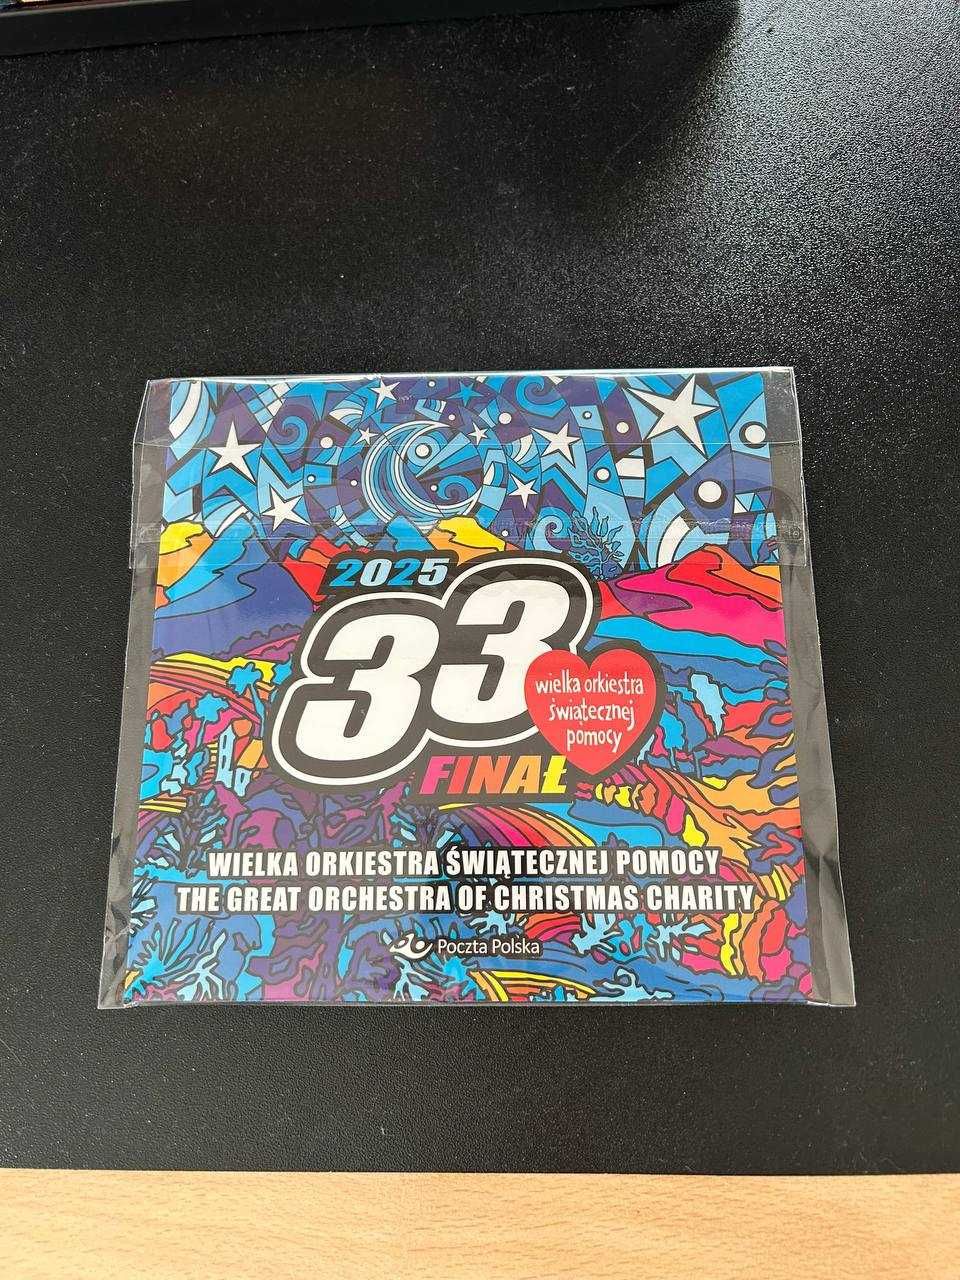 2025
33
wielka orkiestra
świątecznej
pomocy
FINAŁ
WIELKA ORKIESTRA ŚWIĄTECZNEJ POMOCY
THE GREAT ORCHESTRA OF CHRISTMAS CHARITY
Poczta Polska